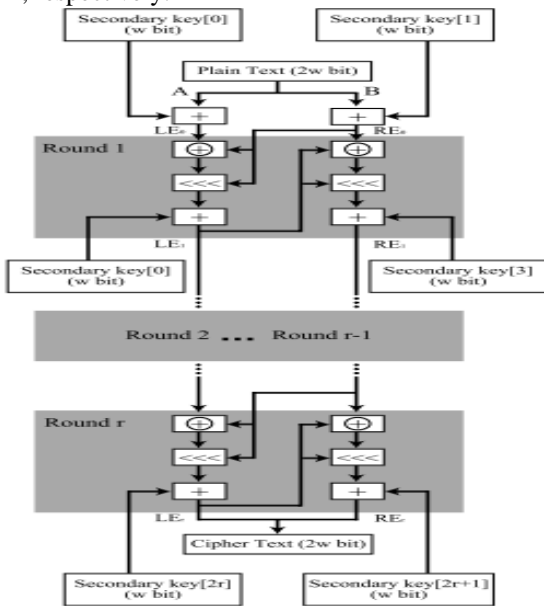 Secondary key[0]
(w bit)
Secondary key[1]
(w bit)
Plain Text (2w bit)
A
B
+
+
LE₀
RE₀
Round 1
<<<
<<<
+
+
LE₁
RE₁
Secondary key[0]
(w bit)
Secondary key[3]
(w bit)
Round 2 ... Round r-1
Round r
<<<
<<<
+
+
LEᵣ
REᵣ
Cipher Text (2w bit)
Secondary key[2r]
(w bit)
Secondary key[2r+1]
(w bit)